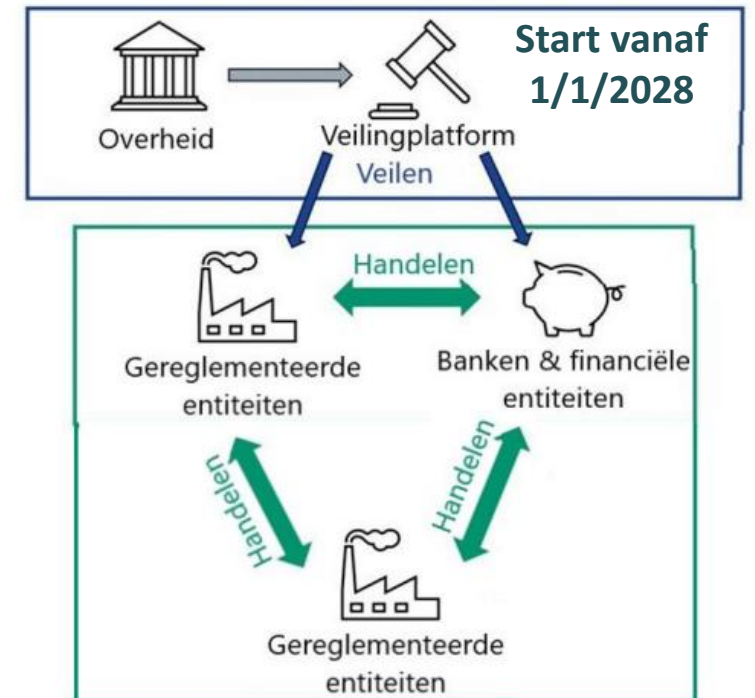 Start vanaf
1/1/2028
Overheid
Veilingplatform
Veilen
Handelen
Gereglementeerde
entiteiten
Banken & financiële
entiteiten
Handelen
Handelen
Gereglementeerde
entiteiten